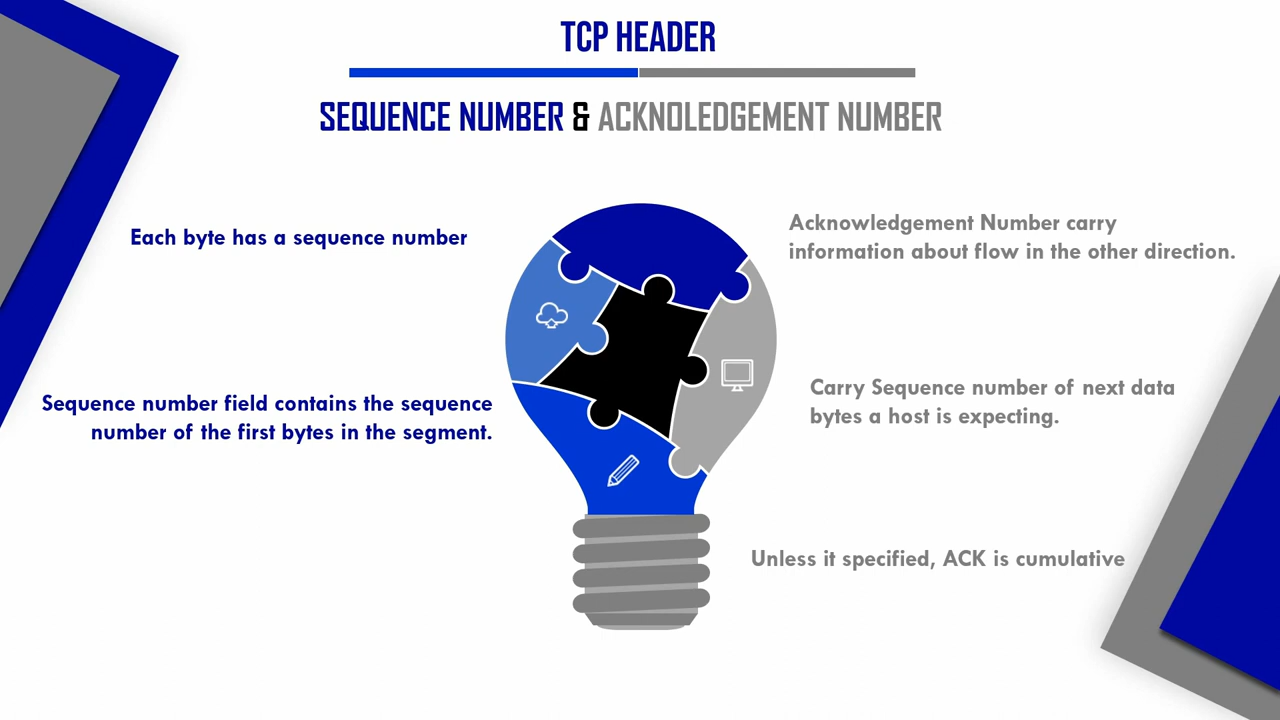 TCP HEADER
SEQUENCE NUMBER & ACKNOLEDGEMENT NUMBER
Each byte has a sequence number
Sequence number field contains the sequence
number of the first bytes in the segment.
Acknowledgement Number carry
information about flow in the other direction.
Carry Sequence number of next data
bytes a host is expecting.
Unless it specified, ACK is cumulative